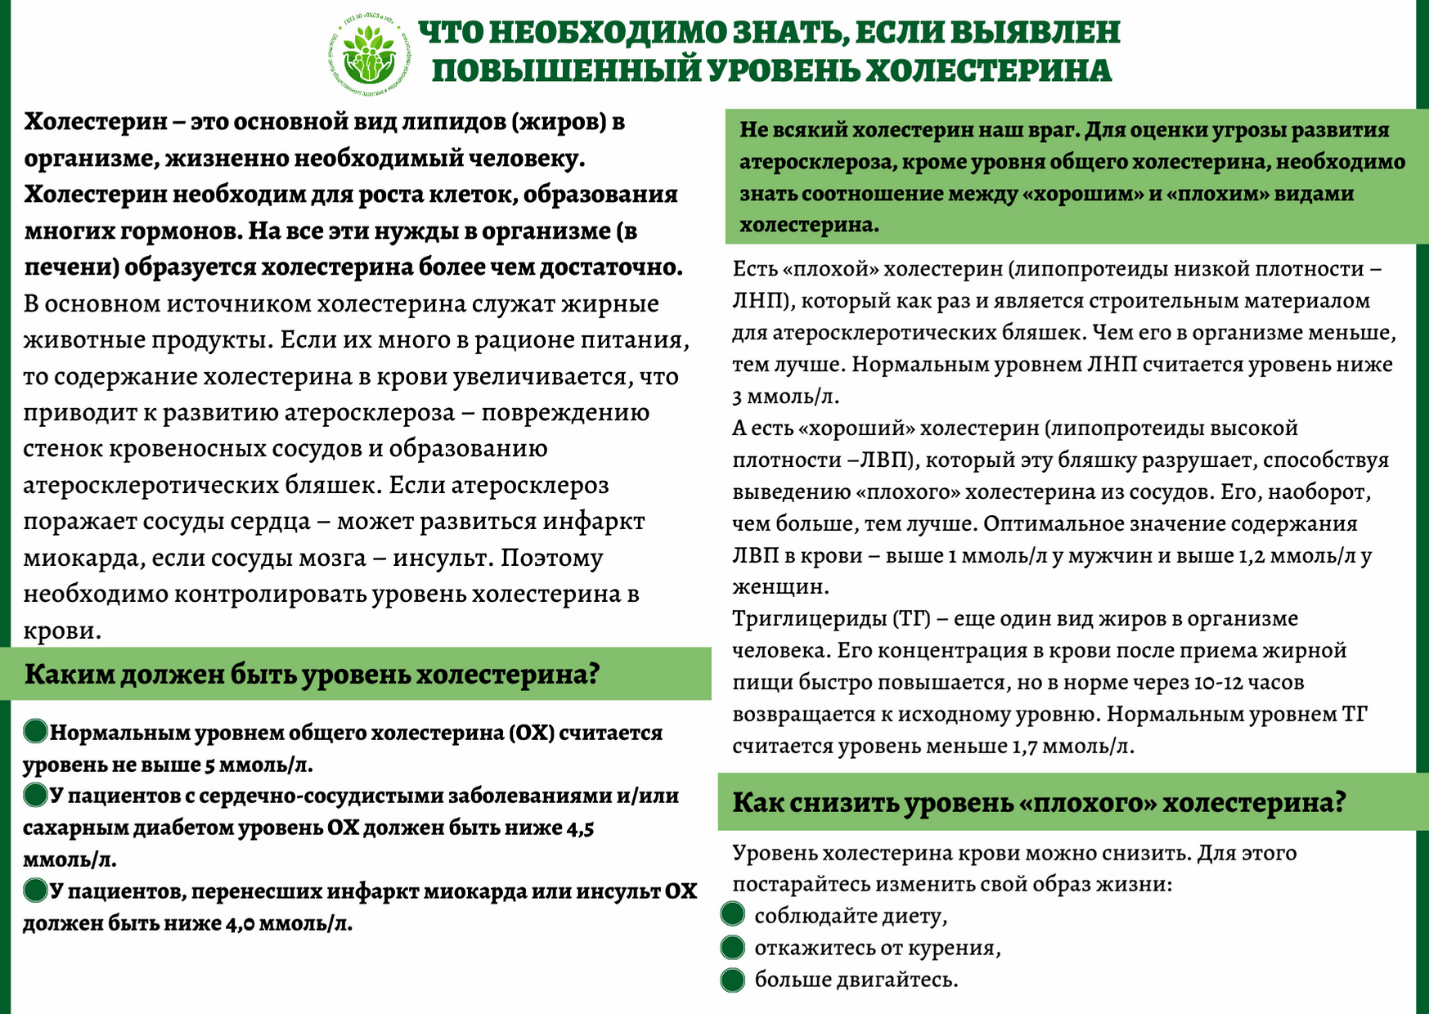 ЧТО НЕОБХОДИМО ЗНАТЬ, ЕСЛИ ВЫЯВЛЕН
ПОВЫШЕННЫЙ УРОВЕНЬ ХОЛЕСТЕРИНА
Холестерин – это основной вид липидов (жиров) в
организме, жизненно необходимый человеку.
Холестерин необходим для роста клеток, образования
многих гормонов. На все эти нужды в организме (в
печени) образуется холестерина более чем достаточно.
В основном источником холестерина служат жирные
животные продукты. Если их много в рационе питания,
то содержание холестерина в крови увеличивается, что
приводит к развитию атеросклероза – повреждению
стенок кровеносных сосудов и образованию
атеросклеротических бляшек. Если атеросклероз
поражает сосуды сердца – может развиться инфаркт
миокарда, если сосуды мозга – инсульт. Поэтому
необходимо контролировать уровень холестерина в
крови.
Каким должен быть уровень холестерина?
Нормальным уровнем общего холестерина (ОХ) считается
уровень не выше 5 ммоль/л.
У пациентов с сердечно-сосудистыми заболеваниями и/или
сахарным диабетом уровень ОХ должен быть ниже 4,5
ммоль/л.
У пациентов, перенесших инфаркт миокарда или инсульт ОХ
должен быть ниже 4,0 ммоль/л.
Не всякий холестерин наш враг. Для оценки угрозы развития
атеросклероза, кроме уровня общего холестерина, необходимо
знать соотношение между «хорошим» и «плохим» видами
холестерина.
Есть «плохой» холестерин (липопротеиды низкой плотности –
ЛНП), который как раз и является строительным материалом
для атеросклеротических бляшек. Чем его в организме меньше,
тем лучше. Нормальным уровнем ЛНП считается уровень ниже
3 ммоль/л.
А есть «хороший» холестерин (липопротеиды высокой
плотности –ЛВП), который эту бляшку разрушает, способствуя
выведению «плохого» холестерина из сосудов. Его, наоборот,
чем больше, тем лучше. Оптимальное значение содержания
ЛВП в крови – выше 1 ммоль/л у мужчин и выше 1,2 ммоль/л у
женщин.
Триглицериды (ТГ) – еще один вид жиров в организме
человека. Его концентрация в крови после приема жирной
пищи быстро повышается, но в норме через 10-12 часов
возвращается к исходному уровню. Нормальным уровнем ТГ
считается уровень меньше 1,7 ммоль/л.
Как снизить уровень «плохого» холестерина?
Уровень холестерина крови можно снизить. Для этого
постарайтесь изменить свой образ жизни:
соблюдайте диету,
откажитесь от курения,
больше двигайтесь.